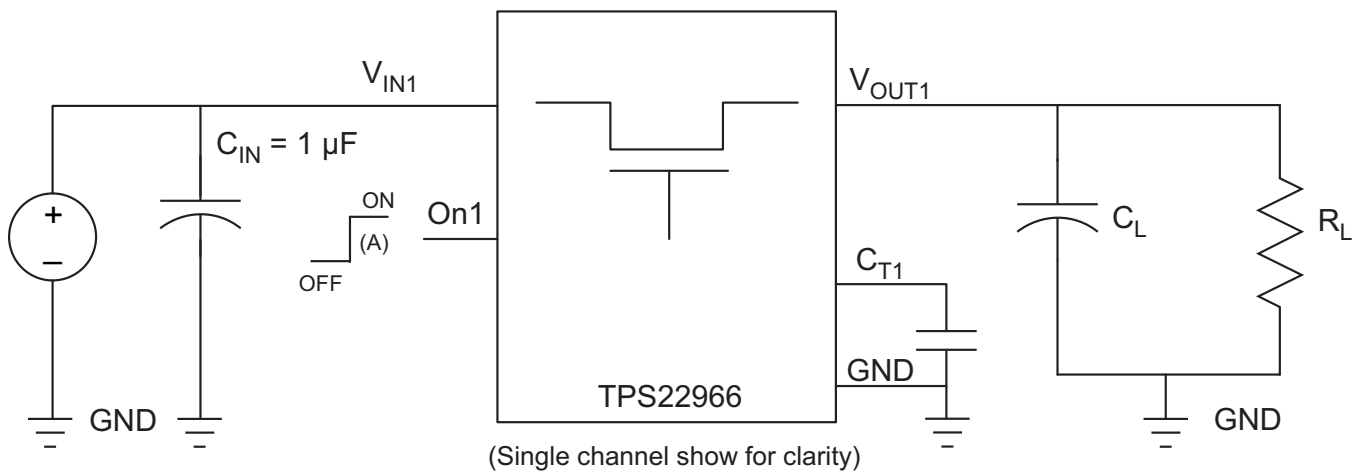 V_IN1
V_OUT1
C_IN = 1 µF
+
–
ON
(A)
OFF
On1
C_L
R_L
C_T1
GND
TPS22966
GND
GND
(Single channel show for clarity)